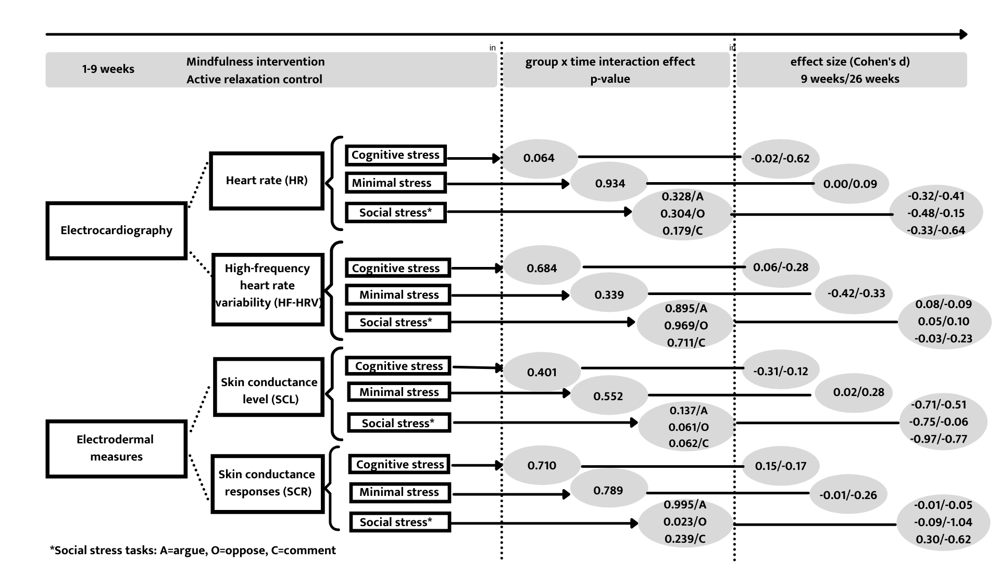 in
in
1-9 weeks
Mindfulness intervention
Active relaxation control
group x time interaction effect
p-value
effect size (Cohen's d)
9 weeks/26 weeks
Electrocardiography
Heart rate (HR)
Cognitive stress
0.064
-0.02/-0.62
Minimal stress
0.934
0.00/0.09
Social stress*
0.328/A
0.304/O
0.179/C
-0.32/-0.41
-0.48/-0.15
-0.33/-0.64
High-frequency
heart rate
variability (HF-HRV)
Cognitive stress
0.684
0.06/-0.28
Minimal stress
0.339
-0.42/-0.33
Social stress*
0.895/A
0.969/O
0.711/C
0.08/-0.09
0.05/0.10
-0.03/-0.23
Electrodermal
measures
Skin conductance
level (SCL)
Cognitive stress
0.401
-0.31/-0.12
Minimal stress
0.552
0.02/0.28
Social stress*
0.137/A
0.061/O
0.062/C
-0.71/-0.51
-0.75/-0.06
-0.97/-0.77
Skin conductance
responses (SCR)
Cognitive stress
0.710
0.15/-0.17
Minimal stress
0.789
-0.01/-0.26
Social stress*
0.995/A
0.023/O
0.239/C
-0.01/-0.05
-0.09/-1.04
0.30/-0.62
*Social stress tasks: A=argue, O=oppose, C=comment